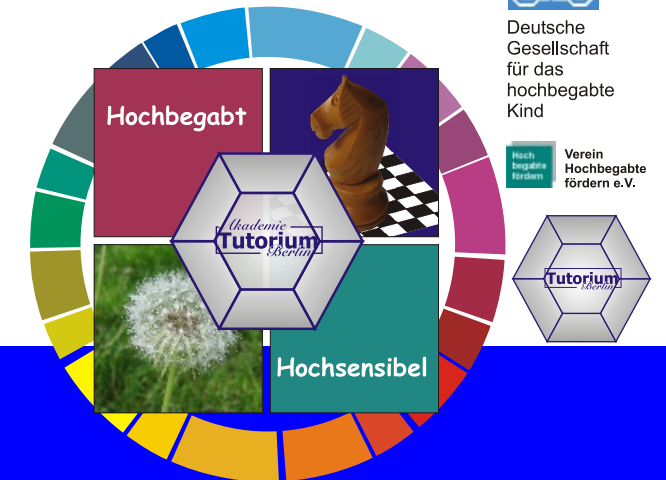 Deutsche
Gesellschaft
für das
hochbegabte
Kind
Hochbegabt
Hoch
begabte
fördern
Verein
Hochbegabte
fördern e.V.
Akademie
Tutorium
Berlin
Tutorium
Berlin
Hochsensibel